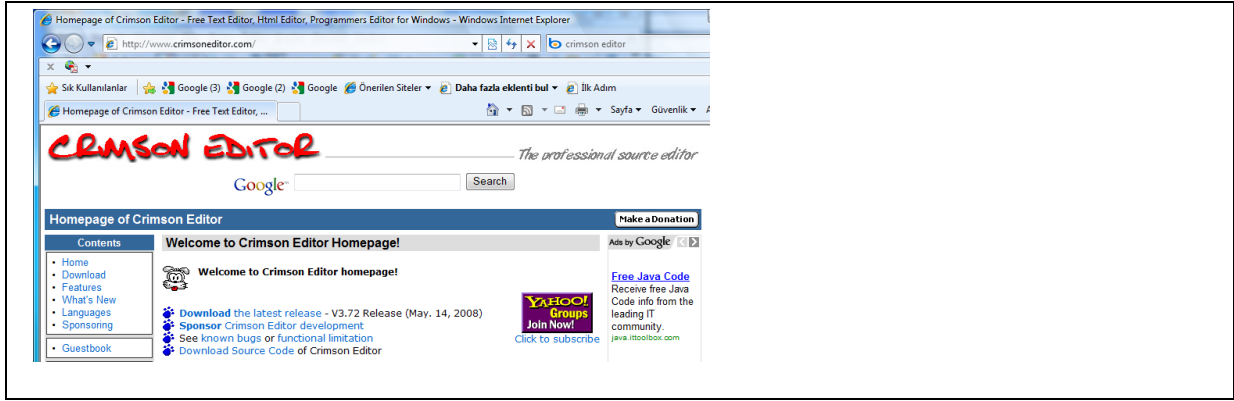 Homepage of Crimson Editor - Free Text Editor, Html Editor, Programmers Editor for Windows - Windows Internet Explorer
http://www.crimsoneditor.com/
crimson editor
x
Sık Kullanılanlar Google (3) Google (2) Google Önerilen Siteler Daha fazla eklenti bul İlk Adım
Homepage of Crimson Editor - Free Text Editor, ... Sayfa Güvenlik
CRIMSON EDITOR The professional source editor
Google Search
Homepage of Crimson Editor Make a Donation
Contents
Home
Download
Features
What's New
Languages
Sponsoring
Guestbook
Welcome to Crimson Editor Homepage!
Welcome to Crimson Editor homepage!
Download the latest release - V3.72 Release (May. 14, 2008)
Sponsor Crimson Editor development
See known bugs or functional limitation
Download Source Code of Crimson Editor
YAHOO!
Groups
Join Now!
Click to subscribe
Ads by Google
Free Java Code
Receive free Java
Code info from the
leading IT
community.
java.ittoolbox.com